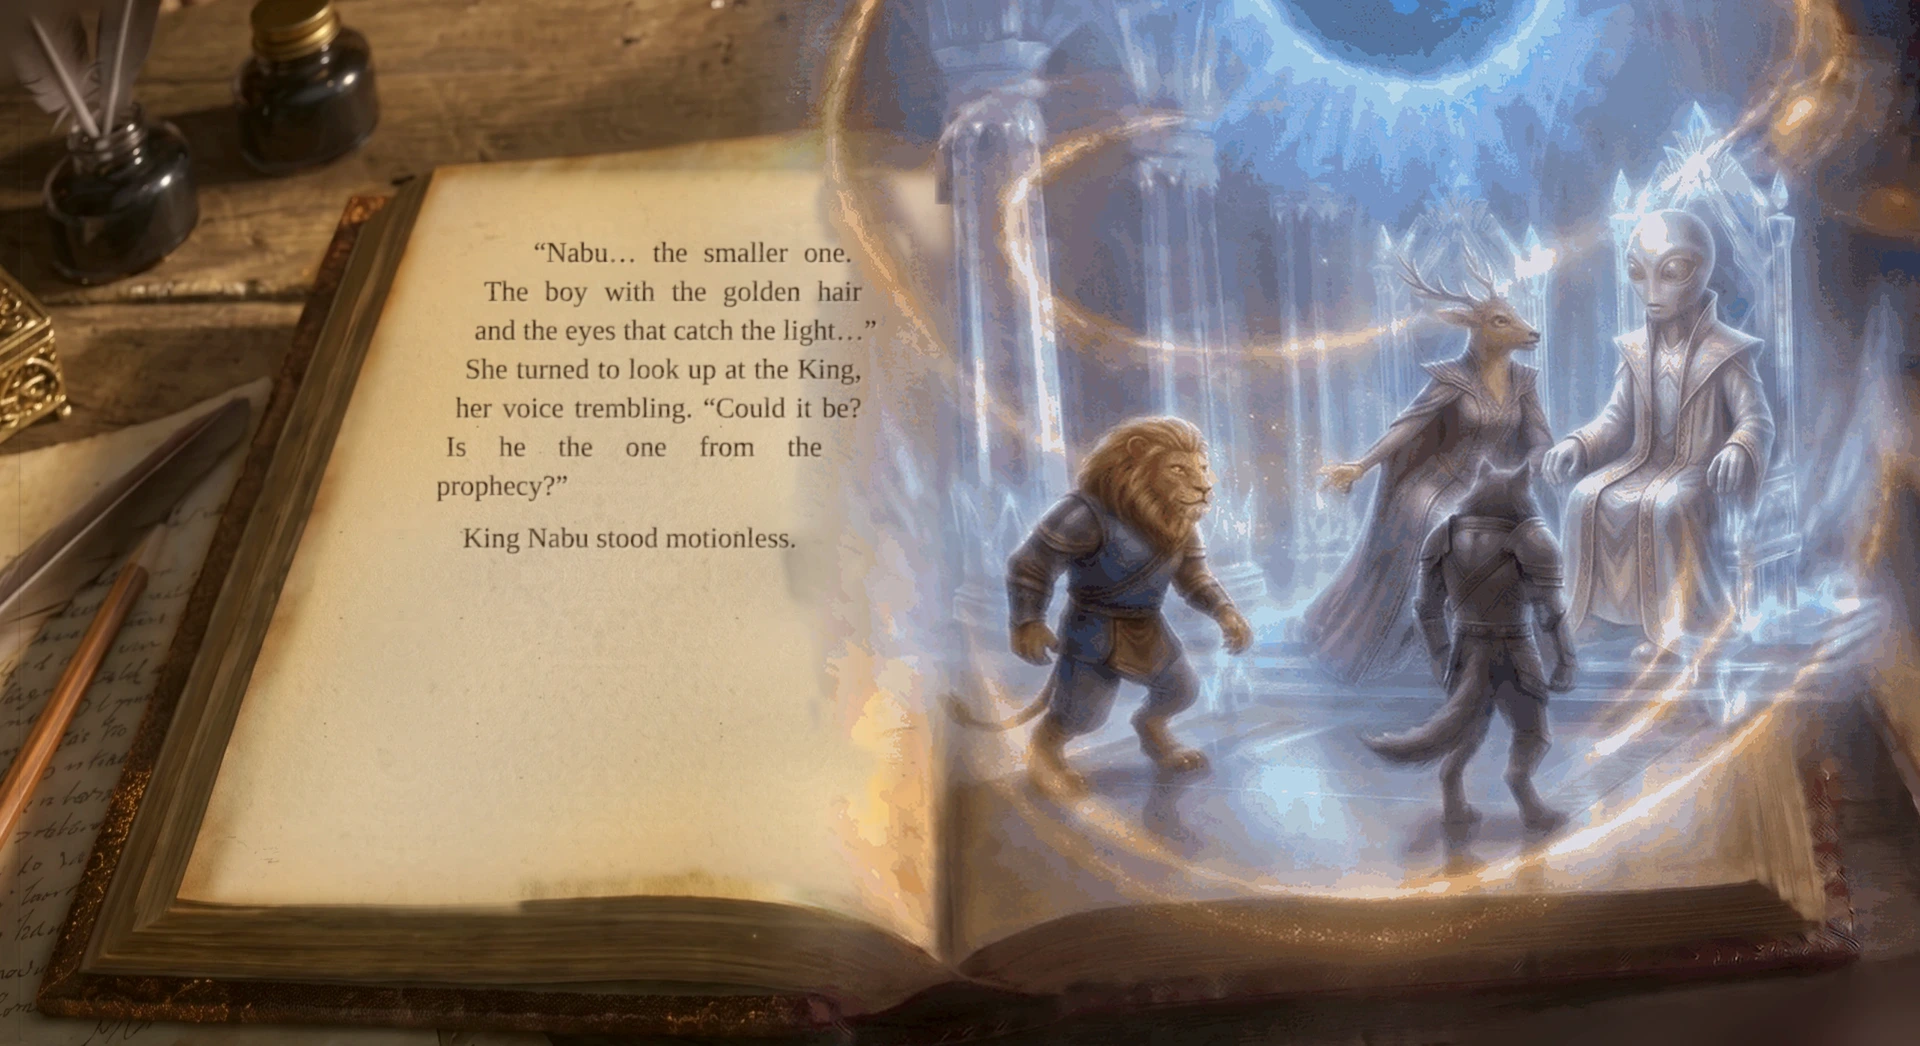 “Nabu… the smaller one.
The boy with the golden hair
and the eyes that catch the light…”
She turned to look up at the King,
her voice trembling. “Could it be?
Is he the one from the
prophecy?”
King Nabu stood motionless.